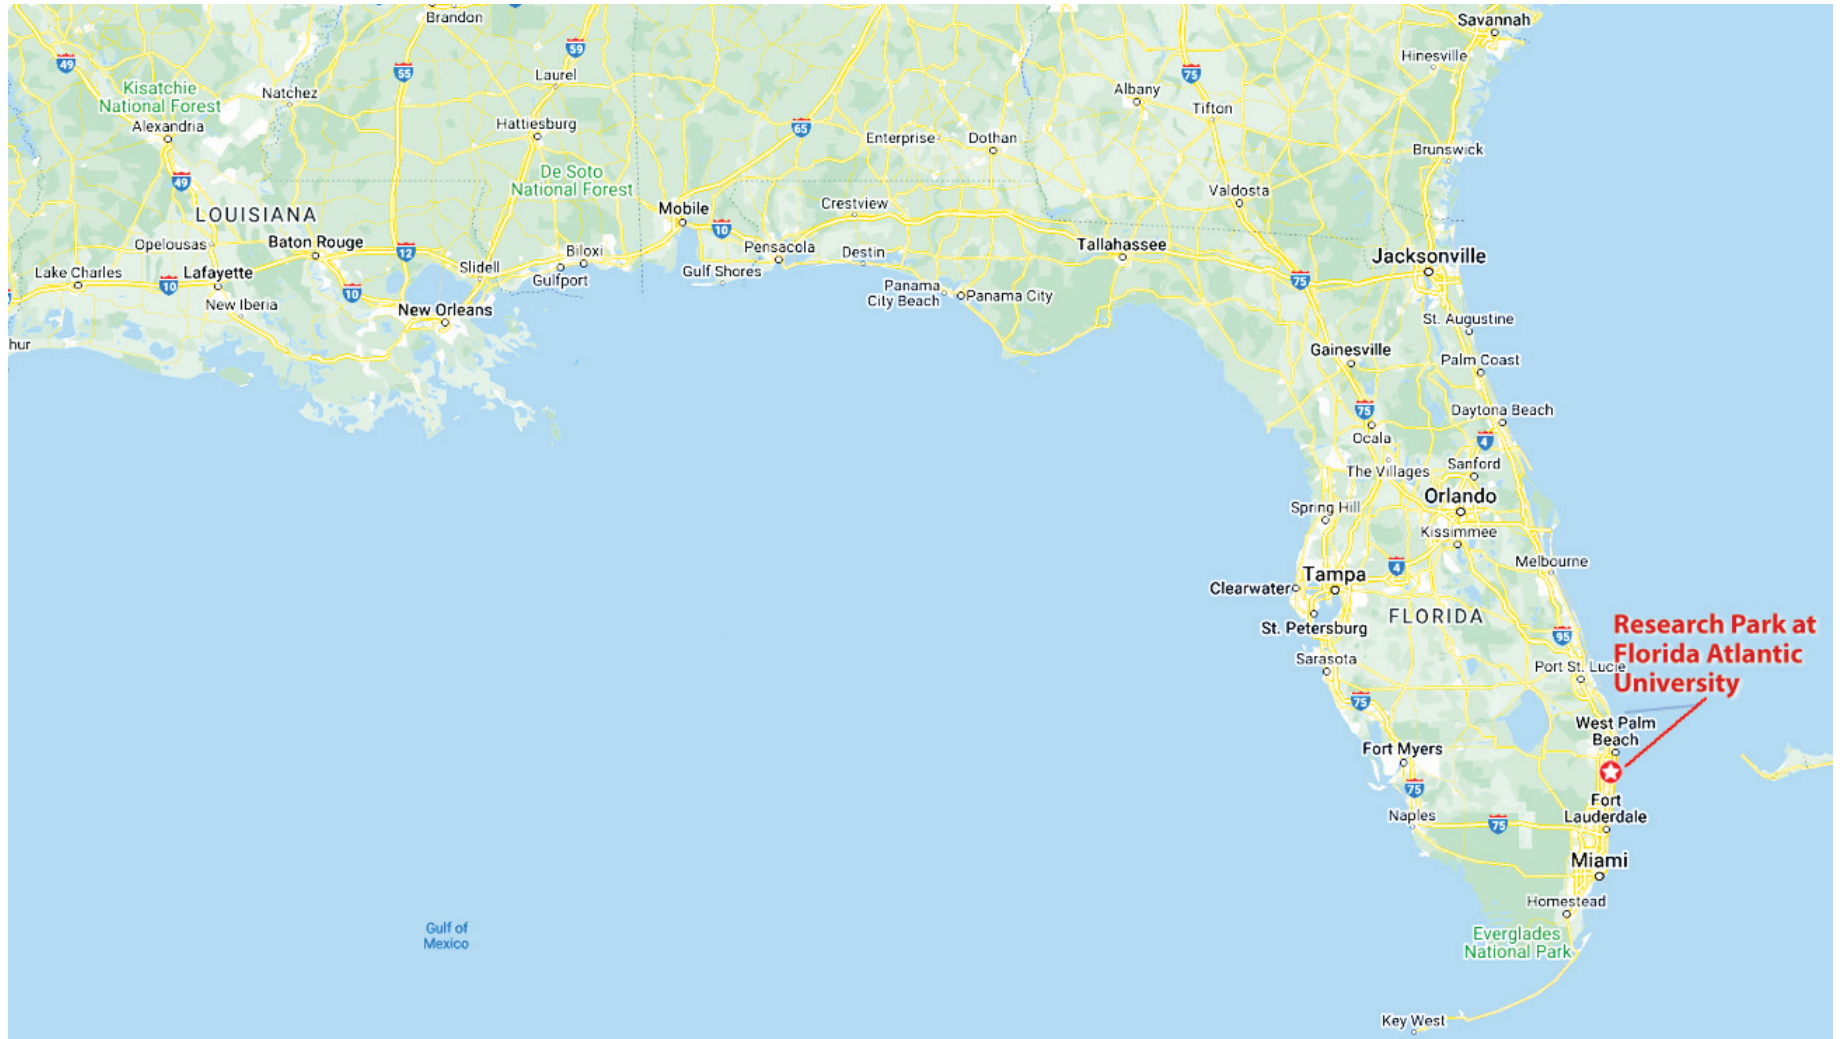 Brandon
Savannah
59
Hinesville
49
55
75
Laurel
Kisatchie
National Forest
Natchez
Albany
Tifton
Alexandria
Hattiesburg
65
Enterprise
Dothan
Brunswick
49
De Soto
National Forest
Valdosta
LOUISIANA
Mobile
Crestview
10
Opelousas
Baton Rouge
12
Biloxi
Pensacola
Destin
Tallahassee
Jacksonville
Lake Charles
10
Lafayette
Slidell
Gulfport
Gulf Shores
75
New Iberia
10
New Orleans
Panama
City Beach
Panama City
St. Augustine
hur
Gainesville
Palm Coast
75
Daytona Beach
Ocala
4
The Villages
Sanford
Orlando
Spring Hill
Kissimmee
Melbourne
4
Tampa
Clearwater
FLORIDA
St. Petersburg
95
Research Park at
Florida Atlantic
University
Sarasota
Port St. Lucie
75
West Palm
Beach
Fort Myers
75
Fort
Lauderdale
Naples
75
Miami
Homestead
Gulf of
Mexico
Everglades
National Park
Key West